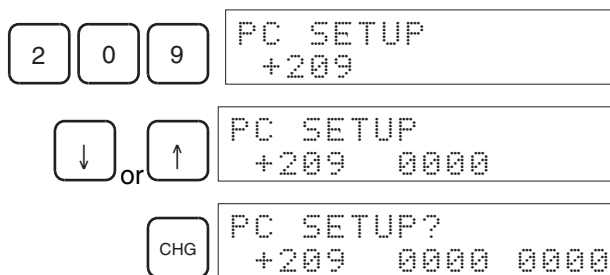 2 0 9 PC SETUP
+209
↓ or ↑ PC SETUP
+209 0000
CHG PC SETUP?
+209 0000 0000